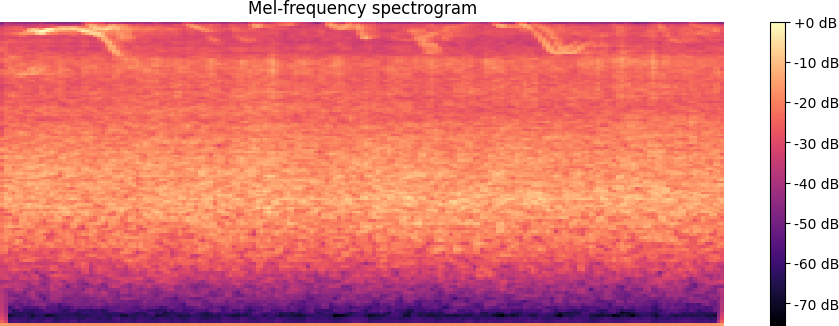 Mel-frequency spectrogram
+0 dB
-10 dB
-20 dB
-30 dB
-40 dB
-50 dB
-60 dB
-70 dB